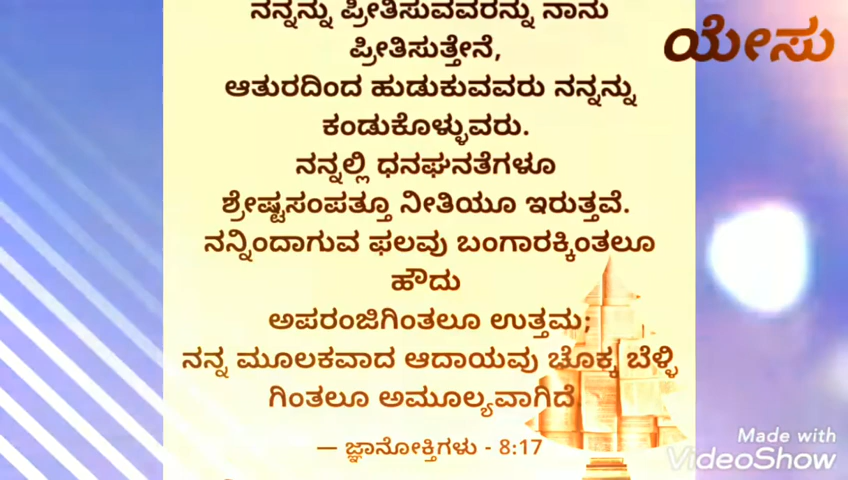 ನನ್ನನ್ನು ಪ್ರೀತಿಸುವವರನ್ನು ನಾನು
ಪ್ರೀತಿಸುತ್ತೇನೆ,
ಆತುರದಿಂದ ಹುಡುಕುವವರು ನನ್ನನ್ನು
ಕಂಡುಕೊಳ್ಳುವರು.
ನನ್ನಲ್ಲಿ ಧನಘನತೆಗಳೂ
ಶ್ರೇಷ್ಟಸಂಪತ್ತೂ ನೀತಿಯೂ ಇರುತ್ತವೆ.
ನನ್ನಿಂದಾಗುವ ಫಲವು ಬಂಗಾರಕ್ಕಿಂತಲೂ
ಹೌದು
ಅಪರಂಜಿಗಿಂತಲೂ ಉತ್ತಮ;
ನನ್ನ ಮೂಲಕವಾದ ಆದಾಯವು ಚೊಕ್ಕ ಬೆಳ್ಳಿ
ಗಿಂತಲೂ ಅಮೂಲ್ಯವಾಗಿದೆ.
— ಜ್ಞಾನೋಕ್ತಿಗಳು - 8:17
ಯೇಸು
Made with
VideoShow